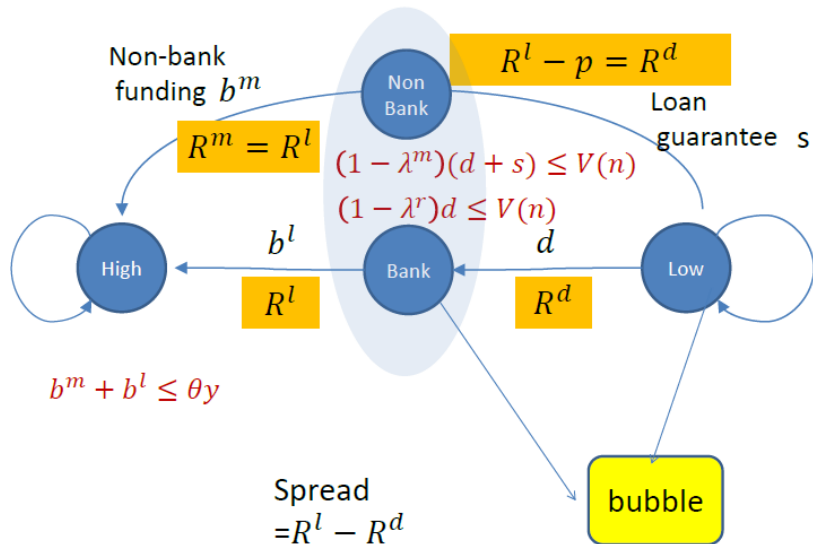 Non-bank
funding b^m
R^l − p = R^d
Non
Bank
Loan
guarantee s
R^m = R^l
(1 − λ^m)(d + s) ≤ V(n)
(1 − λ^r)d ≤ V(n)
b^l
d
High
Bank
Low
R^l
R^d
b^m + b^l ≤ θy
bubble
Spread
=R^l − R^d